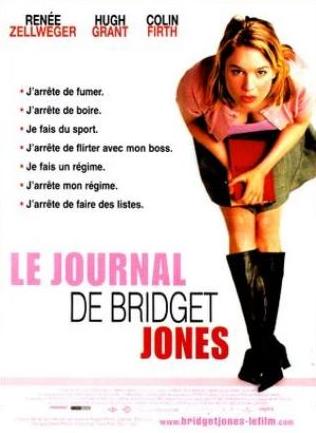 RENÉE HUGH COLIN
ZELLWEGER GRANT FIRTH
• J'arrête de fumer.
• J'arrête de boire.
• Je fais du sport.
• J'arrête de flirter avec mon boss.
• Je fais un régime.
• J'arrête mon régime.
• J'arrête de faire des listes.
LE JOURNAL
DE BRIDGET
JONES
www.bridgetjones-lefilm.com